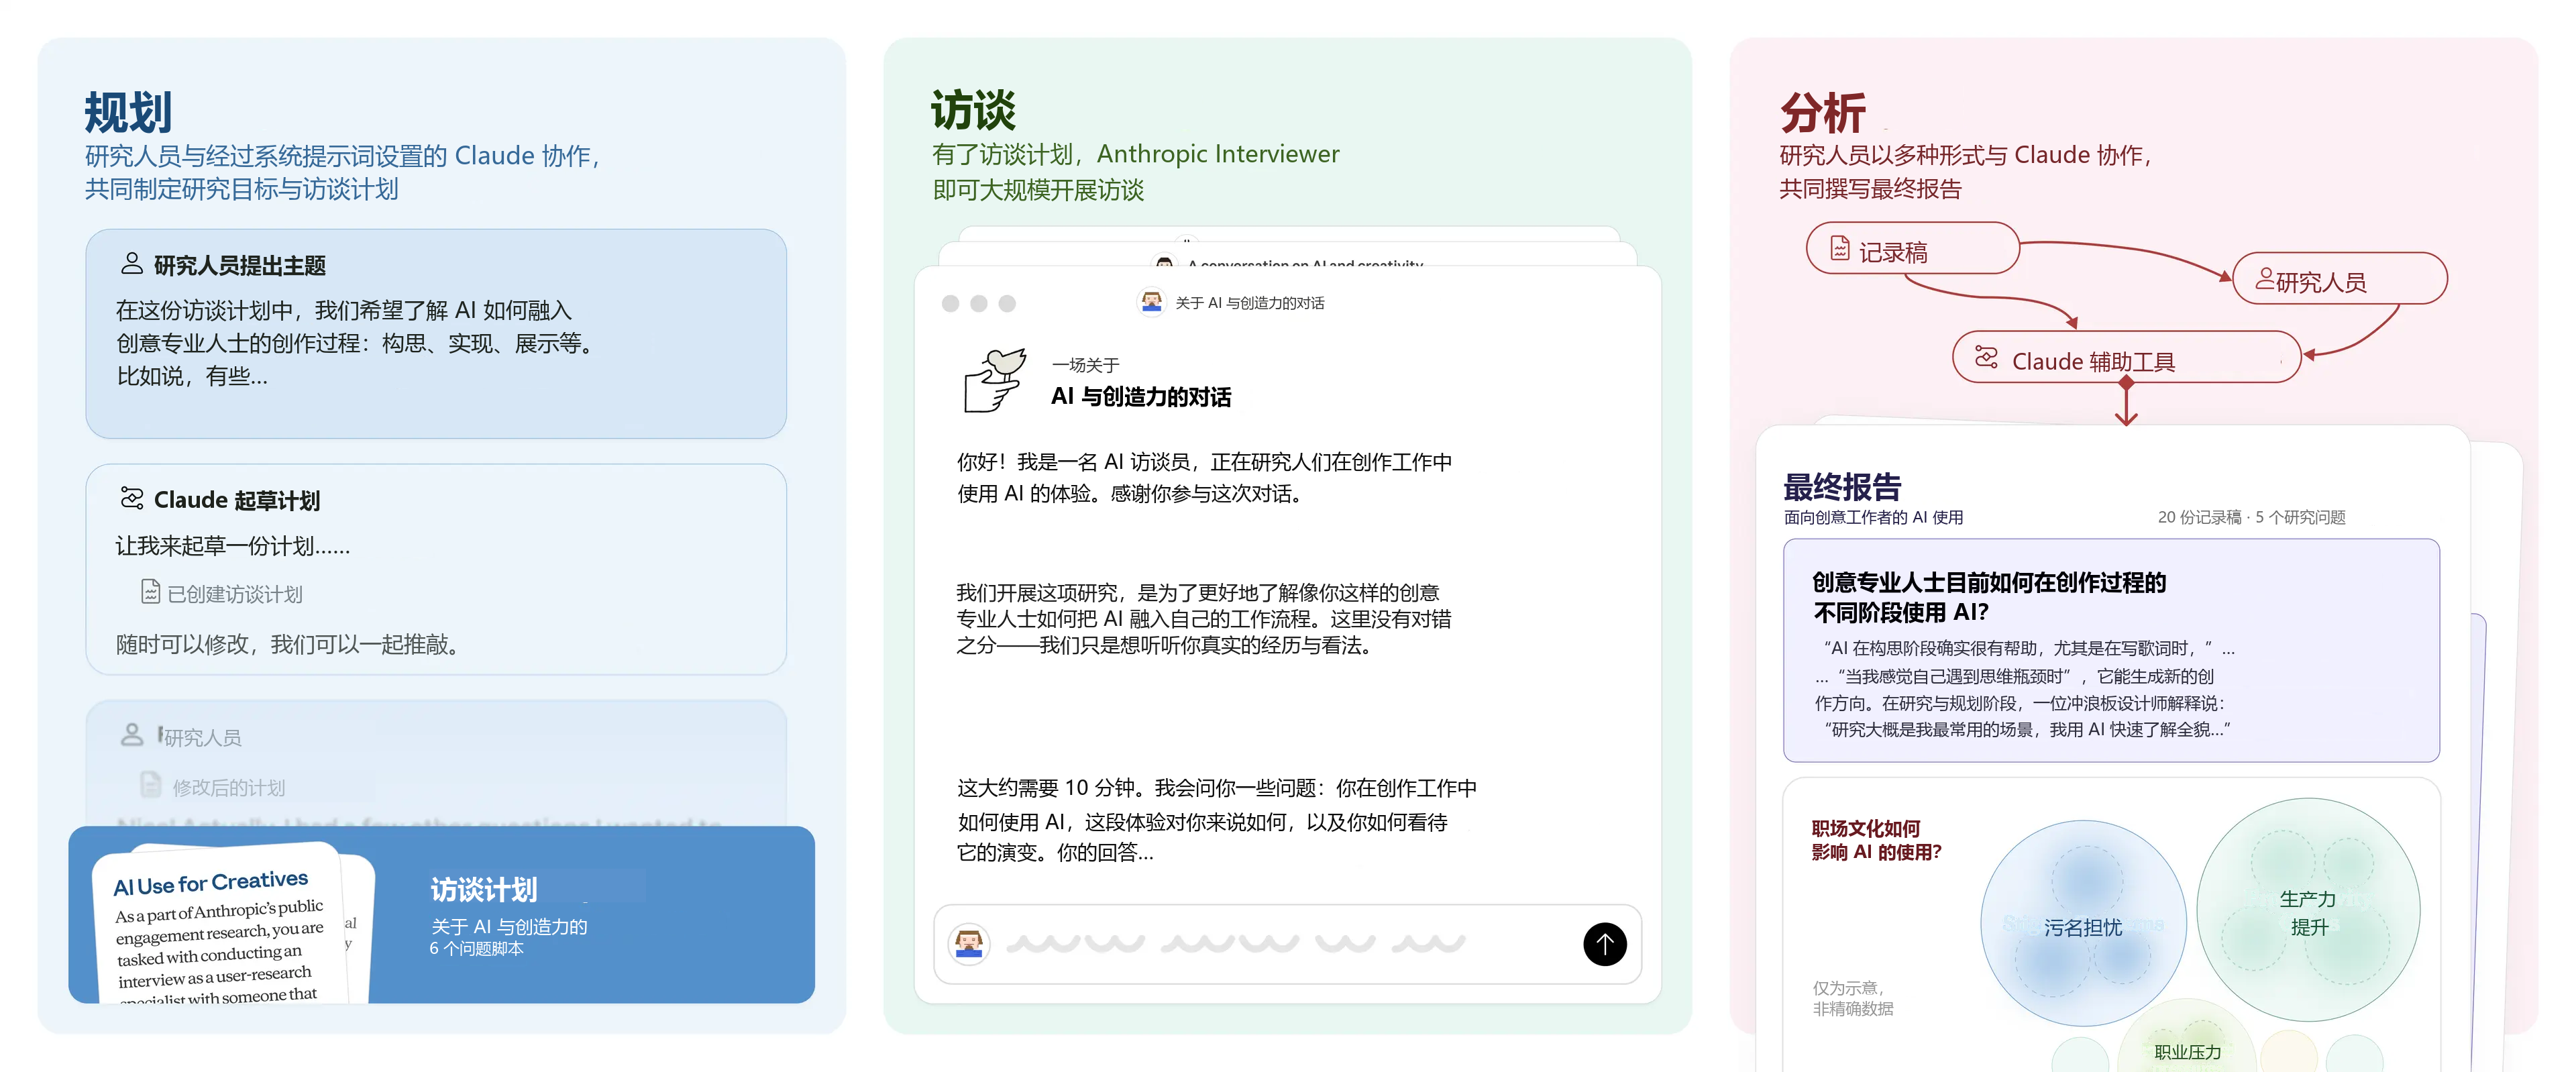 规划
研究人员与经过系统提示词设置的 Claude 协作，
共同制定研究目标与访谈计划
研究人员提出主题
在这份访谈计划中，我们希望了解 AI 如何融入
创意专业人士的创作过程：构思、实现、展示等。
比如说，有些...
Claude 起草计划
让我来起草一份计划......
已创建访谈计划
随时可以修改，我们可以一起推敲。
研究人员
修改后的计划
AI Use for Creatives
As a part of Anthropic's public
engagement research, you are
tasked with conducting an
interview as a user-research
specialist with someone that
访谈计划
关于 AI 与创造力的
6 个问题脚本
访谈
有了访谈计划，Anthropic Interviewer
即可大规模开展访谈
A conversation on AI and creativity
关于 AI 与创造力的对话
一场关于
AI 与创造力的对话
你好！我是一名 AI 访谈员，正在研究人们在创作工作中
使用 AI 的体验。感谢你参与这次对话。
我们开展这项研究，是为了更好地了解像你这样的创意
专业人士如何把 AI 融入自己的工作流程。这里没有对错
之分——我们只是想听听你真实的经历与看法。
这大约需要 10 分钟。我会问你一些问题：你在创作工作中
如何使用 AI，这段体验对你来说如何，以及你如何看待
它的演变。你的回答...
分析
研究人员以多种形式与 Claude 协作，
共同撰写最终报告
记录稿
研究人员
Claude 辅助工具
最终报告
面向创意工作者的 AI 使用
20 份记录稿 · 5 个研究问题
创意专业人士目前如何在创作过程的
不同阶段使用 AI？
“AI 在构思阶段确实很有帮助，尤其是在写歌词时，” ...
... “当我感觉自己遇到思维瓶颈时” ，它能生成新的创
作方向。在研究与规划阶段，一位冲浪板设计师解释说：
“研究大概是我最常用的场景，我用 AI 快速了解全貌...”
职场文化如何
影响 AI 的使用？
仅为示意，
非精确数据
污名担忧
生产力
提升
职业压力